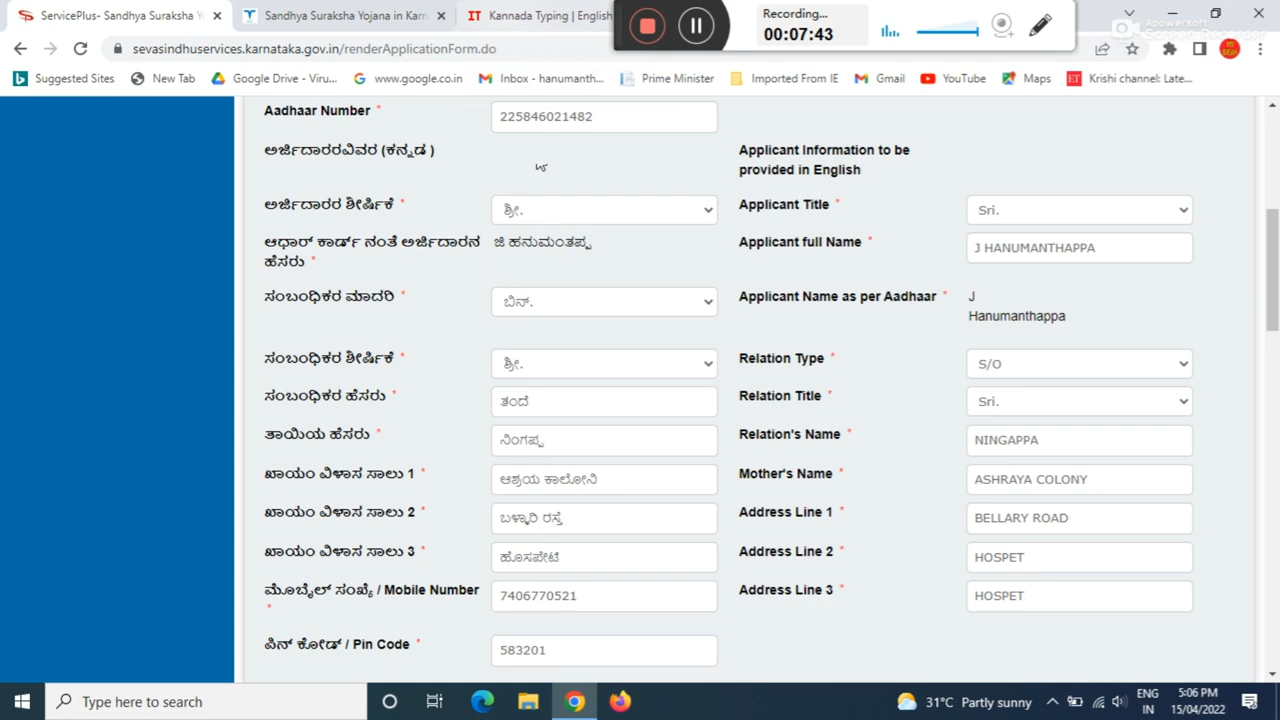 ServicePlus- Sandhya Suraksha Y
Sandhya Suraksha Yojana in Karn
Kannada Typing | English
Recording...
00:07:43
Apowersoft
Screen Recorder
sevasindhuservices.karnataka.gov.in/renderApplicationForm.do
Suggested Sites
New Tab
Google Drive - Viru...
www.google.co.in
Inbox - hanumanth...
Prime Minister
Imported From IE
Gmail
YouTube
Maps
Krishi channel: Late...
Aadhaar Number * 225846021482
ಅರ್ಜಿದಾರರವಿವರ (ಕನ್ನಡ )
Applicant Information to be
provided in English
ಅರ್ಜಿದಾರರ ಶೀರ್ಷಿಕೆ * ಶ್ರೀ. Applicant Title * Sri.
ಆಧಾರ್ ಕಾರ್ಡ್ ನಂತೆ ಅರ್ಜಿದಾರನ
ಹೆಸರು * ಜಿ ಹನುಮಂತಪ್ಪ Applicant full Name * J HANUMANTHAPPA
ಸಂಬಂಧಿಕರ ಮಾದರಿ * ಬಿನ್. Applicant Name as per Aadhaar * J
Hanumanthappa
ಸಂಬಂಧಿಕರ ಶೀರ್ಷಿಕೆ * ಶ್ರೀ. Relation Type * S/O
ಸಂಬಂಧಿಕರ ಹೆಸರು * ತಂದೆ Relation Title * Sri.
ತಾಯಿಯ ಹೆಸರು * ನಿಂಗಪ್ಪ Relation's Name * NINGAPPA
ಖಾಯಂ ವಿಳಾಸ ಸಾಲು 1 * ಆಶ್ರಯ ಕಾಲೋನಿ Mother's Name * ASHRAYA COLONY
ಖಾಯಂ ವಿಳಾಸ ಸಾಲು 2 * ಬಳ್ಳಾರಿ ರಸ್ತೆ Address Line 1 * BELLARY ROAD
ಖಾಯಂ ವಿಳಾಸ ಸಾಲು 3 * ಹೊಸಪೇಟೆ Address Line 2 * HOSPET
ಮೊಬೈಲ್ ಸಂಖ್ಯೆ / Mobile Number * 7406770521 Address Line 3 * HOSPET
ಪಿನ್ ಕೋಡ್ / Pin Code * 583201
Type here to search
31°C Partly sunny
ENG
IN
5:06 PM
15/04/2022